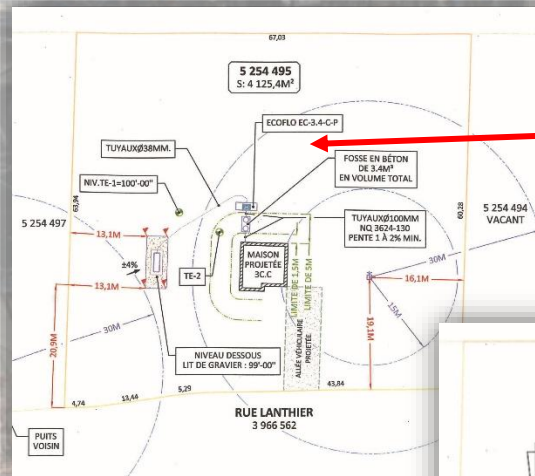 67,03
5 254 495
S: 4 125,4M²
ECOFLO EC-3.4-C-P
TUYAUXØ38MM.
FOSSE EN BÉTON
DE 3.4M³
EN VOLUME TOTAL
NIV.TE-1=100'-00"
63,94
60,28
5 254 497
5 254 494
VACANT
13,1M
TUYAUXØ100MM
NQ 3624-130
PENTE 1 À 2% MIN.
TE-2
MAISON
PROJETÉE
3C.C
LIMITE DE 1,5M
LIMITE DE 5M
±4%
13,1M
30M
16,1M
15M
30M
20,9M
19,1M
ALLÉE VÉHICULAIRE
PROJETÉE
NIVEAU DESSOUS
LIT DE GRAVIER : 99'-00"
4,74
13,44
5,29
43,84
RUE LANTHIER
3 966 562
PUITS
VOISIN